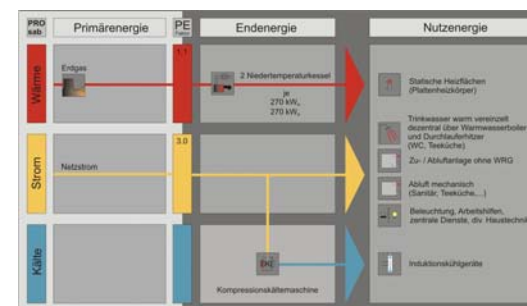 PRO
sab
Primärenergie
PE
Faktor
Endenergie
Nutzenergie
Wärme
Erdgas
1.1
2 Niedertemperaturkessel
je
270 kW
270 kW
Statische Heizflächen
(Plattenheizkörper)
Trinkwasser warm vereinzelt
dezentral über Warmwasserboiler
und Durchlauferhitzer
(WC, Teeküche)
Strom
Netzstrom
3.0
Zu- / Abluftanlage ohne WRG
Abluft mechanisch
(Sanitär, Teeküche,...)
Beleuchtung, Arbeitshilfen,
zentrale Dienste, div. Haustechnik
Kälte
Kompressionskältemaschine
Induktionskühlgeräte